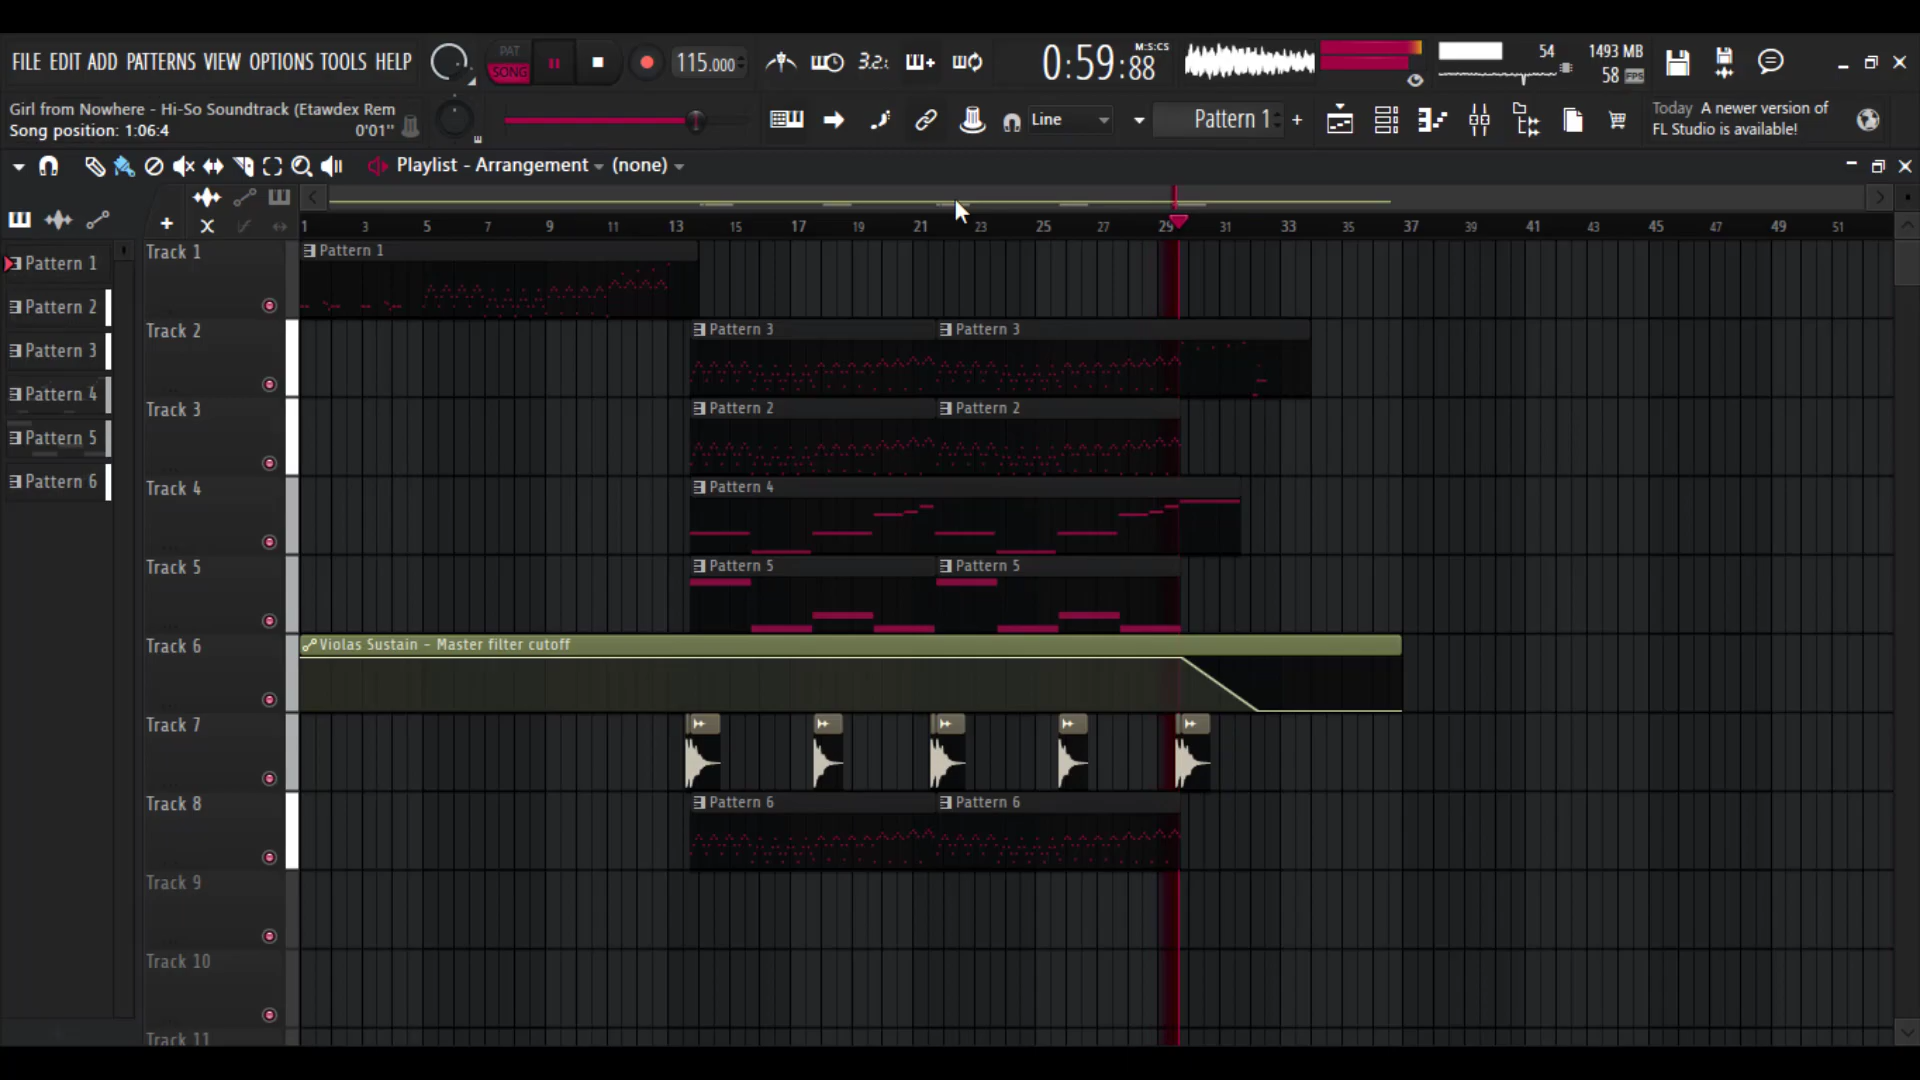 FILE EDIT ADD PATTERNS VIEW OPTIONS TOOLS HELP
PAT
SONG
115.000
3.2.
0:59:88
M:S:CS
54
1493 MB
58 FPS
Girl from Nowhere - Hi-So Soundtrack (Etawdex Rem
Song position: 1:06:4
0'01"
Line
Pattern 1
+
Today A newer version of
FL Studio is available!
Playlist - Arrangement (none)
1 3 5 7 9 11 13 15 17 19 21 23 25 27 29 31 33 35 37 39 41 43 45 47 49 51
Pattern 1
Pattern 2
Pattern 3
Pattern 4
Pattern 5
Pattern 6
Track 1
Pattern 1
Track 2
Pattern 3
Pattern 3
Track 3
Pattern 2
Pattern 2
Track 4
Pattern 4
Track 5
Pattern 5
Pattern 5
Track 6
Violas Sustain - Master filter cutoff
Track 7
Track 8
Pattern 6
Pattern 6
Track 9
Track 10
Track 11